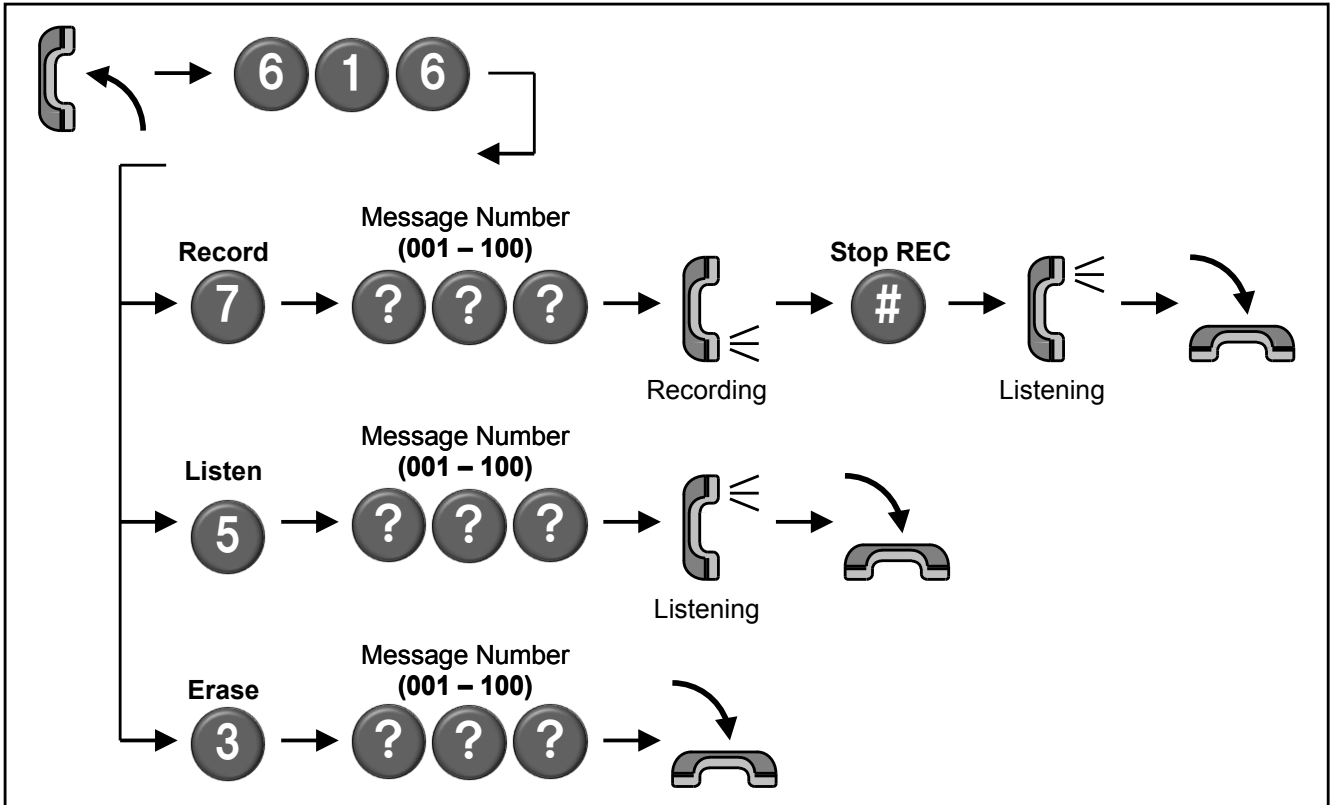 6 1 6
Message Number
(001 – 100)
Record
Stop REC
7 ? ? ? #
Recording
Listening
Message Number
(001 – 100)
Listen
5 ? ? ?
Listening
Message Number
(001 – 100)
Erase
3 ? ? ?